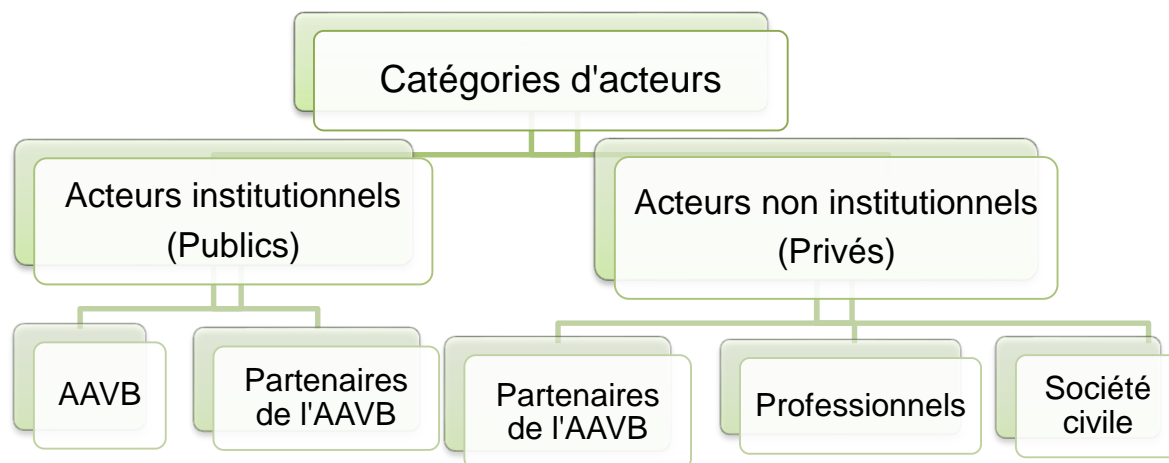 Catégories d'acteurs
Acteurs institutionnels
(Publics)
Acteurs non institutionnels
(Privés)
AAVB
Partenaires
de l'AAVB
Partenaires
de l'AAVB
Professionnels
Société
civile